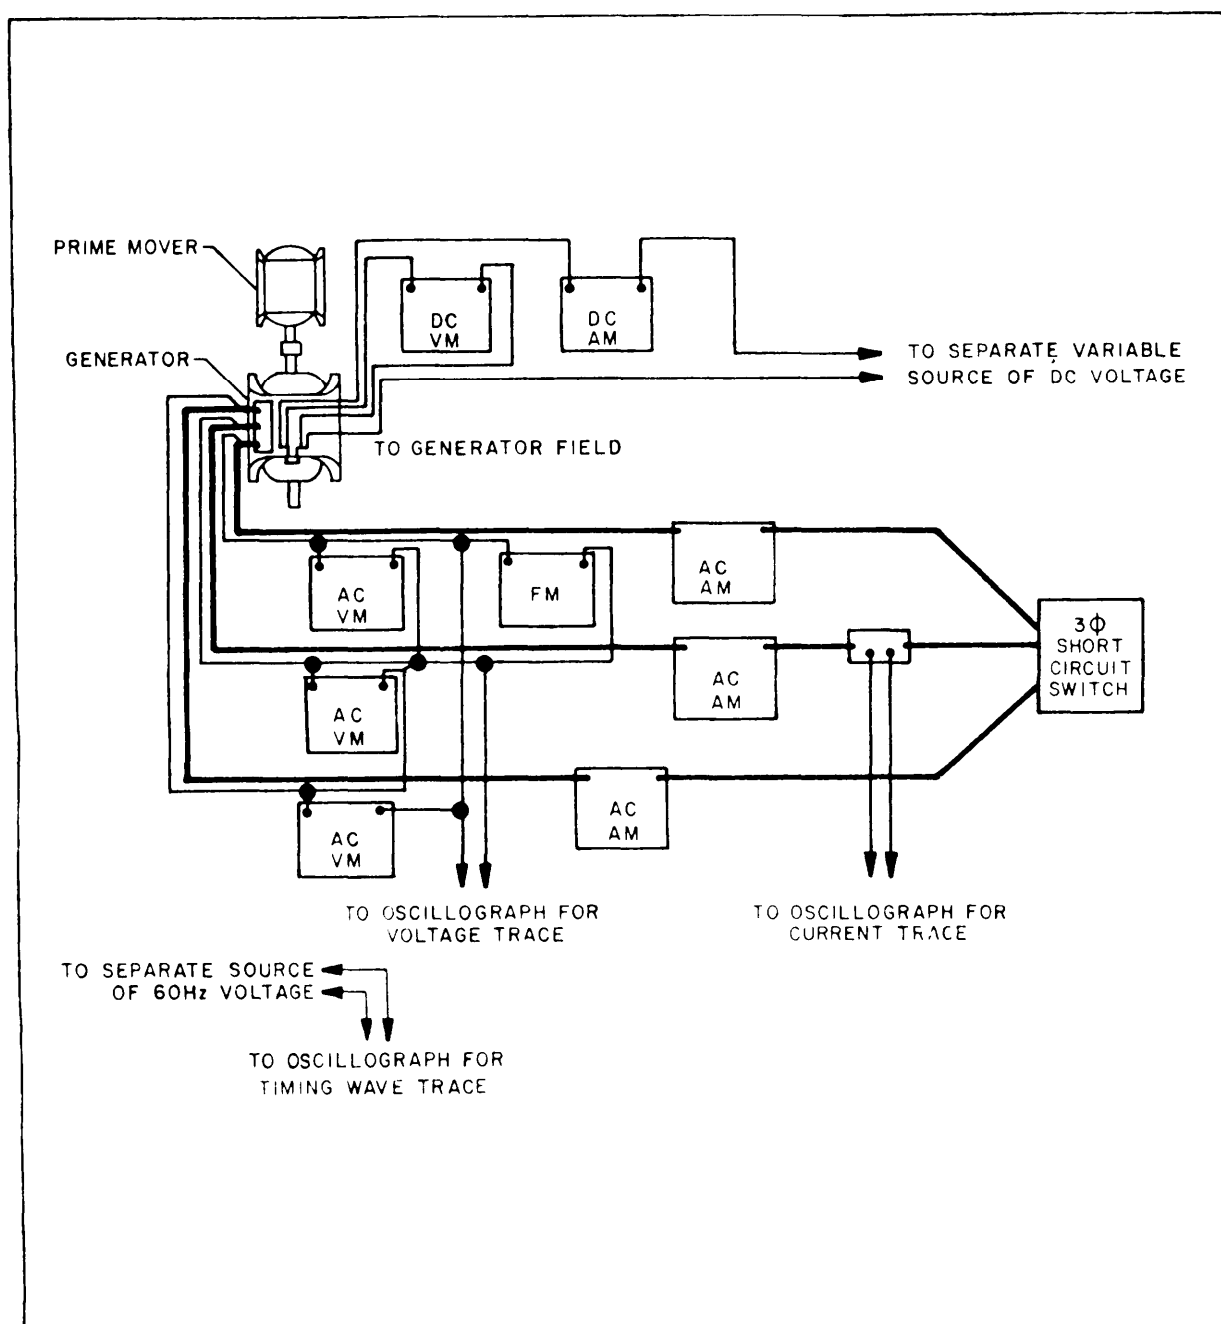 PRIME MOVER
GENERATOR
DC
VM
DC
AM
TO SEPARATE VARIABLE
SOURCE OF DC VOLTAGE
TO GENERATOR FIELD
AC
VM
FM
AC
AM
AC
VM
AC
AM
3Φ
SHORT
CIRCUIT
SWITCH
AC
VM
AC
AM
TO OSCILLOGRAPH FOR
VOLTAGE TRACE
TO OSCILLOGRAPH FOR
CURRENT TRACE
TO SEPARATE SOURCE
OF 60Hz VOLTAGE
TO OSCILLOGRAPH FOR
TIMING WAVE TRACE